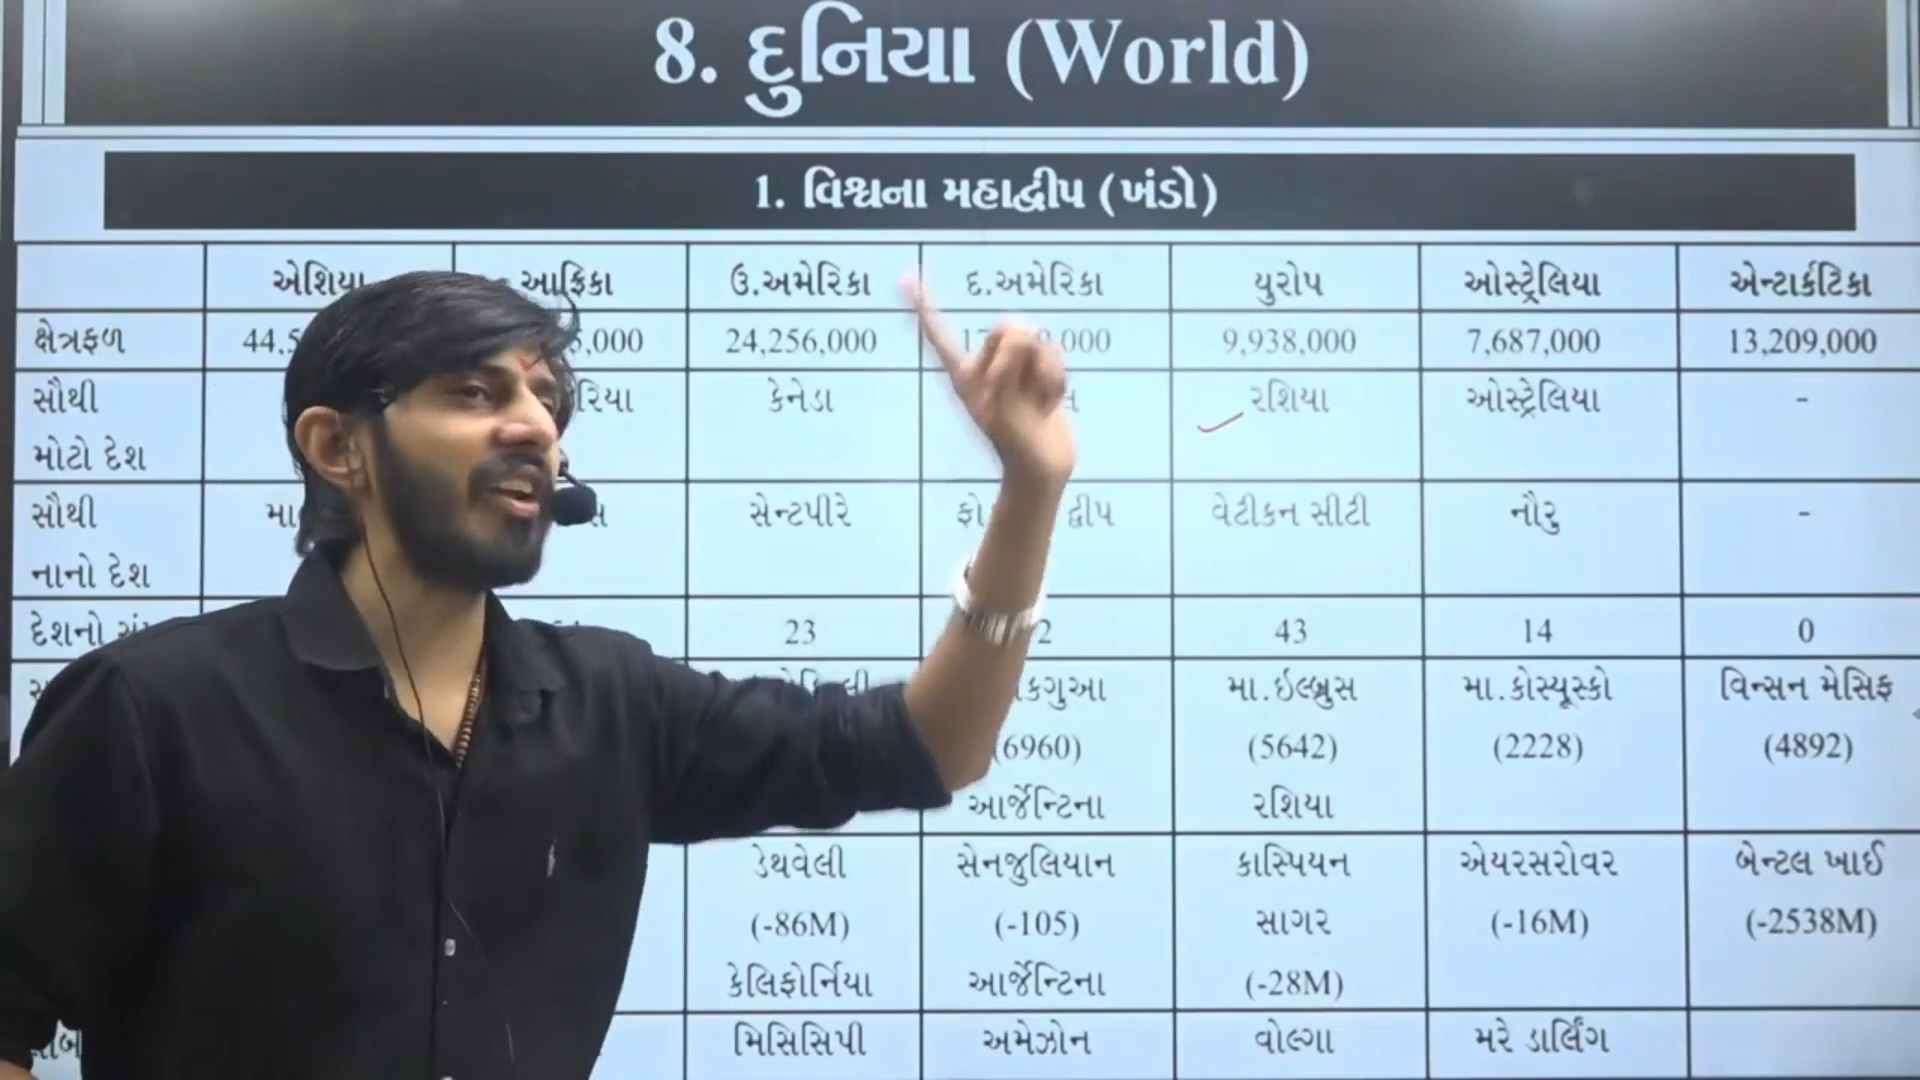 8. દુનિયા (World)
1. વિશ્વના મહાદ્વીપ (ખંડો)
એશિયા આફ્રિકા ઉ.અમેરિકા દ.અમેરિકા યુરોપ ઓસ્ટ્રેલિયા એન્ટાર્કટિકા
ક્ષેત્રફળ 24,256,000 9,938,000 7,687,000 13,209,000
સૌથી કેનેડા રશિયા ઓસ્ટ્રેલિયા -
મોટો દેશ
સૌથી સેન્ટપીરે દ્વીપ વેટીકન સીટી નૌરુ -
નાનો દેશ
દેશનો 23 43 14 0
મા.ઇલ્બ્રુસ મા.કોસ્યૂસ્કો વિન્સન મેસિફ
(6960) (5642) (2228) (4892)
આર્જેન્ટિના રશિયા
ડેથવેલી સેનજુલિયાન કાસ્પિયન એયરસરોવર બેન્ટલ ખાઈ
(-86M) (-105) સાગર (-16M) (-2538M)
કેલિફોર્નિયા આર્જેન્ટિના (-28M)
મિસિસિપી અમેઝોન વોલ્ગા મરે ડાર્લિંગ